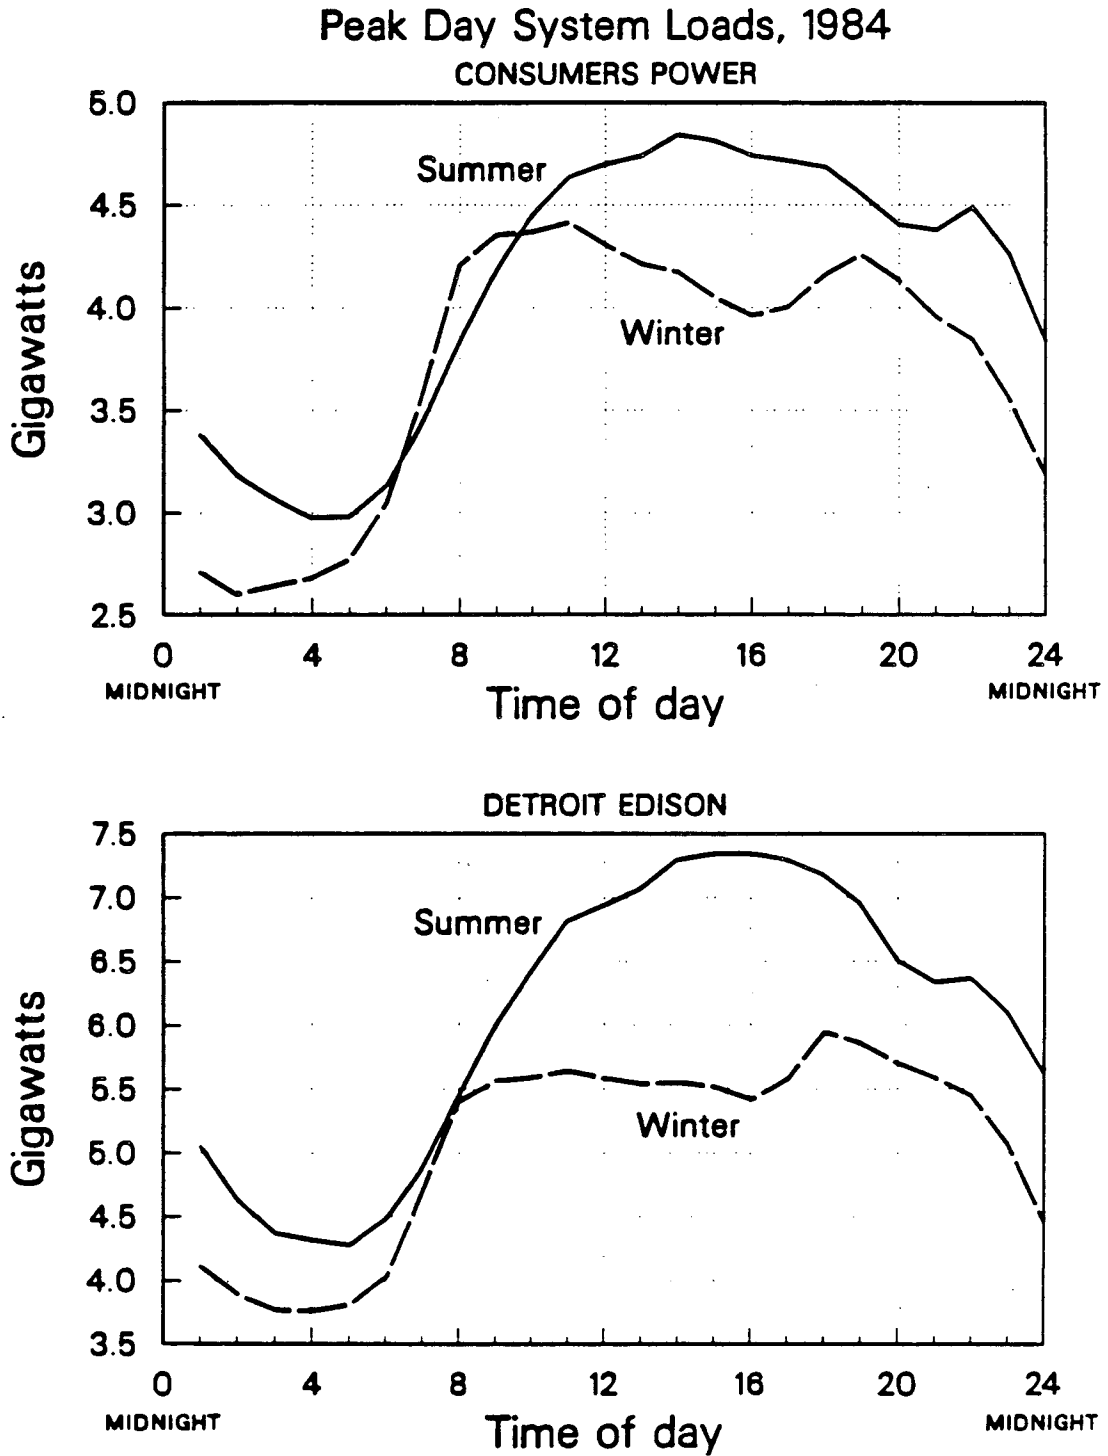 Peak Day System Loads, 1984
CONSUMERS POWER
5.0
4.5
4.0
3.5
3.0
2.5
Gigawatts
Summer
Winter
0 4 8 12 16 20 24
MIDNIGHT MIDNIGHT
Time of day
DETROIT EDISON
7.5
7.0
6.5
6.0
5.5
5.0
4.5
4.0
3.5
Gigawatts
Summer
Winter
0 4 8 12 16 20 24
MIDNIGHT MIDNIGHT
Time of day